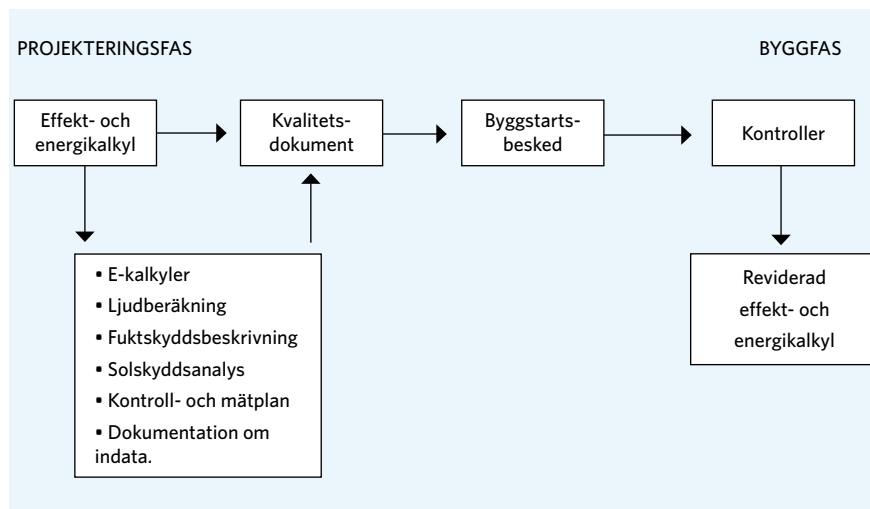 PROJEKTERINGSFAS
BYGGFAS
Effekt- och
energikalkyl
Kvalitets-
dokument
Byggstarts-
besked
Kontroller
• E-kalkyler
• Ljudberäkning
• Fuktskyddsbeskrivning
• Solskyddsanalys
• Kontroll- och mätplan
• Dokumentation om
indata.
Reviderad
effekt- och
energikalkyl